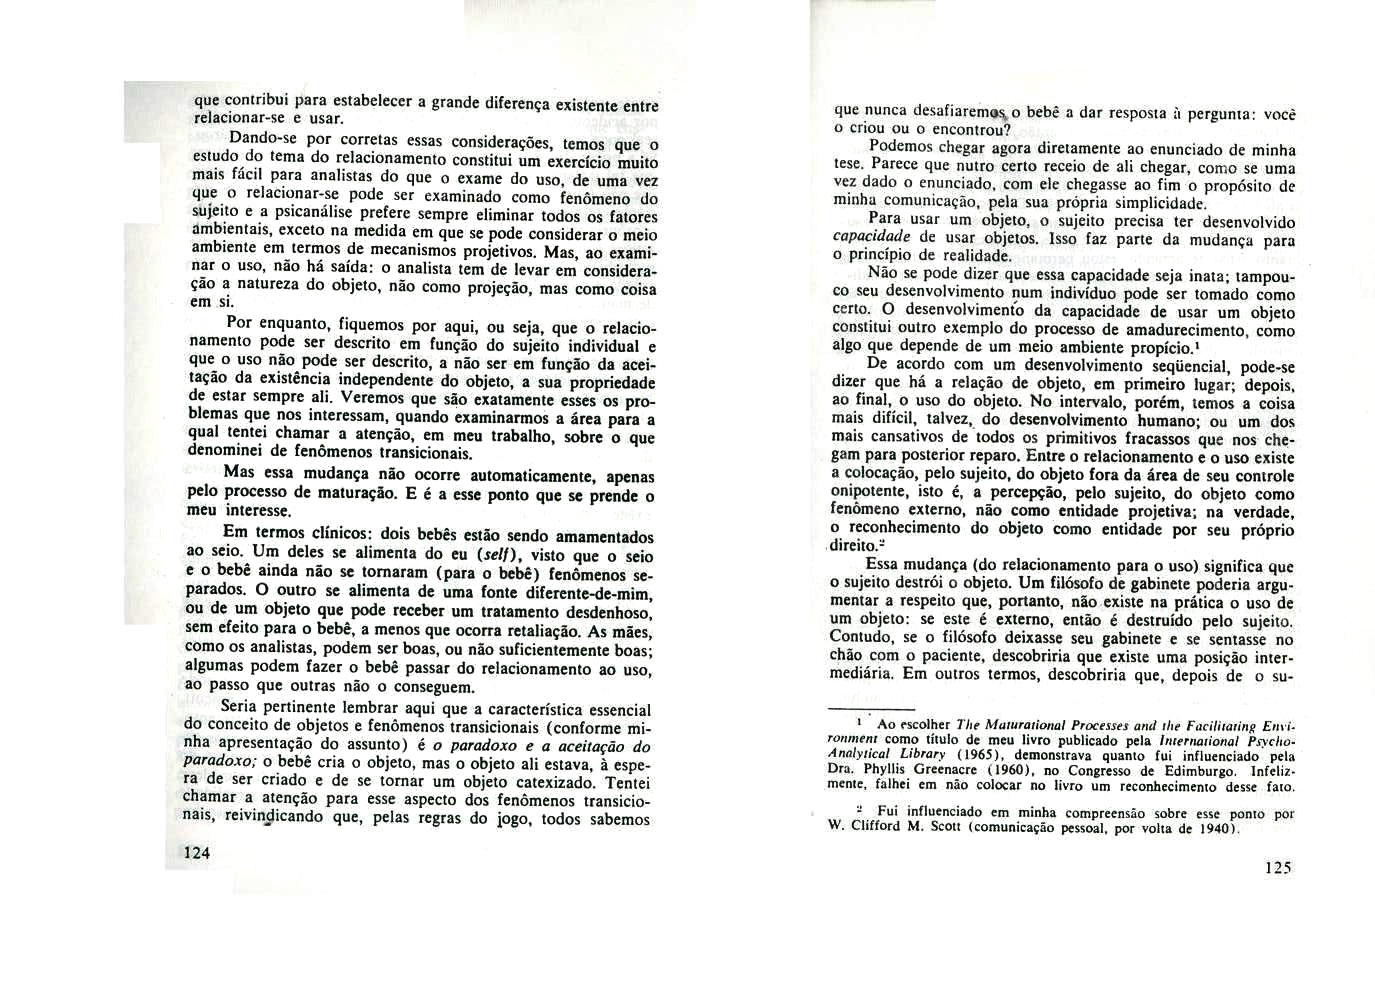 que contribui para estabelecer a grande diferença existente entre
relacionar-se e usar.
Dando-se por corretas essas considerações, temos que o
estudo do tema do relacionamento constitui um exercício muito
mais fácil para analistas do que o exame do uso, de uma vez
que o relacionar-se pode ser examinado como fenômeno do
sujeito e a psicanálise prefere sempre eliminar todos os fatores
ambientais, exceto na medida em que se pode considerar o meio
ambiente em termos de mecanismos projetivos. Mas, ao exami-
nar o uso, não há saída: o analista tem de levar em considera-
ção a natureza do objeto, não como projeção, mas como coisa
em si.
Por enquanto, fiquemos por aqui, ou seja, que o relacio-
namento pode ser descrito em função do sujeito individual e
que o uso não pode ser descrito, a não ser em função da acei-
tação da existência independente do objeto, a sua propriedade
de estar sempre ali. Veremos que são exatamente esses os pro-
blemas que nos interessam, quando examinarmos a área para a
qual tentei chamar a atenção, em meu trabalho, sobre o que
denominei de fenômenos transicionais.
Mas essa mudança não ocorre automaticamente, apenas
pelo processo de maturação. E é a esse ponto que se prende o
meu interesse.
Em termos clínicos: dois bebês estão sendo amamentados
ao seio. Um deles se alimenta do eu (self), visto que o seio
e o bebê ainda não se tornaram (para o bebê) fenômenos se-
parados. O outro se alimenta de uma fonte diferente-de-mim,
ou de um objeto que pode receber um tratamento desdenhoso,
sem efeito para o bebê, a menos que ocorra retaliação. As mães,
como os analistas, podem ser boas, ou não suficientemente boas;
algumas podem fazer o bebê passar do relacionamento ao uso,
ao passo que outras não o conseguem.
Seria pertinente lembrar aqui que a característica essencial
do conceito de objetos e fenômenos transicionais (conforme mi-
nha apresentação do assunto) é o paradoxo e a aceitação do
paradoxo; o bebê cria o objeto, mas o objeto ali estava, à espe-
ra de ser criado e de se tornar um objeto catexizado. Tentei
chamar a atenção para esse aspecto dos fenômenos transicio-
nais, reivindicando que, pelas regras do jogo, todos sabemos
124
que nunca desafiaremos o bebê a dar resposta à pergunta: você
o criou ou o encontrou?
Podemos chegar agora diretamente ao enunciado de minha
tese. Parece que nutro certo receio de ali chegar, como se uma
vez dado o enunciado, com ele chegasse ao fim o propósito de
minha comunicação, pela sua própria simplicidade.
Para usar um objeto, o sujeito precisa ter desenvolvido
capacidade de usar objetos. Isso faz parte da mudança para
o princípio de realidade.
Não se pode dizer que essa capacidade seja inata; tampou-
co seu desenvolvimento num indivíduo pode ser tomado como
certo. O desenvolvimento da capacidade de usar um objeto
constitui outro exemplo do processo de amadurecimento, como
algo que depende de um meio ambiente propício.¹
De acordo com um desenvolvimento seqüencial, pode-se
dizer que há a relação de objeto, em primeiro lugar; depois,
ao final, o uso do objeto. No intervalo, porém, temos a coisa
mais difícil, talvez, do desenvolvimento humano; ou um dos
mais cansativos de todos os primitivos fracassos que nos che-
gam para posterior reparo. Entre o relacionamento e o uso existe
a colocação, pelo sujeito, do objeto fora da área de seu controle
onipotente, isto é, a percepção, pelo sujeito, do objeto como
fenômeno externo, não como entidade projetiva; na verdade,
o reconhecimento do objeto como entidade por seu próprio
direito.²
Essa mudança (do relacionamento para o uso) significa que
o sujeito destrói o objeto. Um filósofo de gabinete poderia argu-
mentar a respeito que, portanto, não existe na prática o uso de
um objeto: se este é externo, então é destruído pelo sujeito.
Contudo, se o filósofo deixasse seu gabinete e se sentasse no
chão com o paciente, descobriria que existe uma posição inter-
mediária. Em outros termos, descobriria que, depois de o su-
¹ Ao escolher The Maturational Processes and the Facilitating Envi-
ronment como título de meu livro publicado pela International Psycho-
Analytical Library (1965), demonstrava quanto fui influenciado pela
Dra. Phyllis Greenacre (1960), no Congresso de Edimburgo. Infeliz-
mente, falhei em não colocar no livro um reconhecimento desse fato.
² Fui influenciado em minha compreensão sobre esse ponto por
W. Clifford M. Scott (comunicação pessoal, por volta de 1940).
125